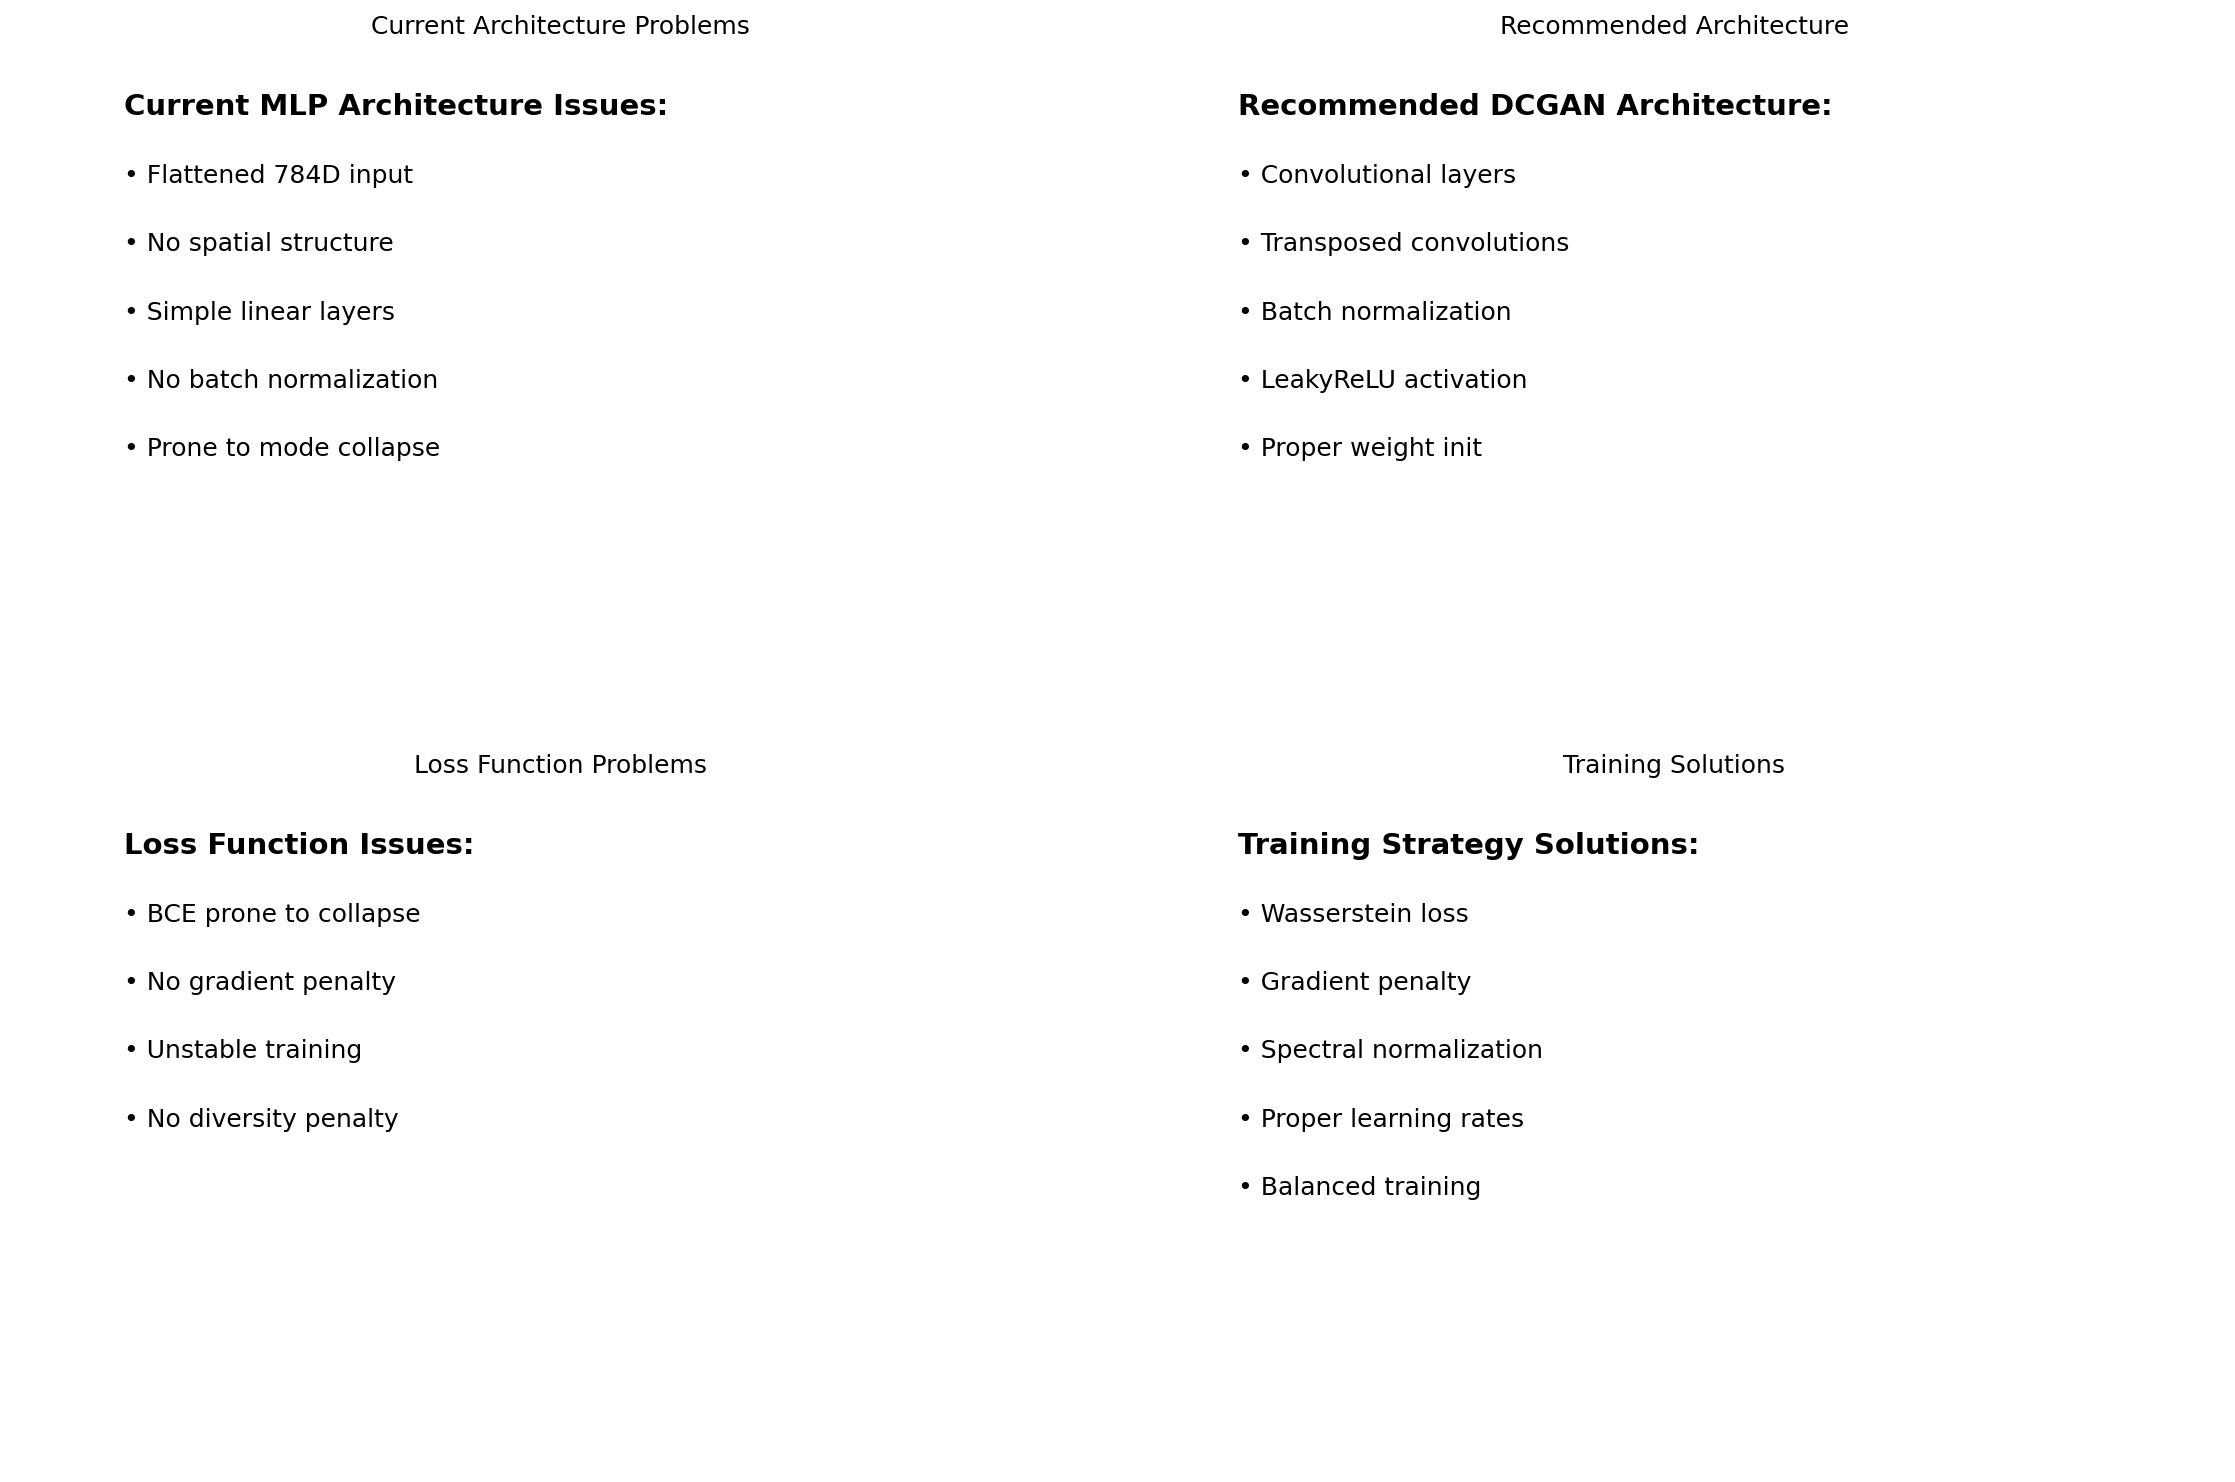 Current Architecture Problems
Current MLP Architecture Issues:
• Flattened 784D input
• No spatial structure
• Simple linear layers
• No batch normalization
• Prone to mode collapse
Recommended Architecture
Recommended DCGAN Architecture:
• Convolutional layers
• Transposed convolutions
• Batch normalization
• LeakyReLU activation
• Proper weight init
Loss Function Problems
Loss Function Issues:
• BCE prone to collapse
• No gradient penalty
• Unstable training
• No diversity penalty
Training Solutions
Training Strategy Solutions:
• Wasserstein loss
• Gradient penalty
• Spectral normalization
• Proper learning rates
• Balanced training